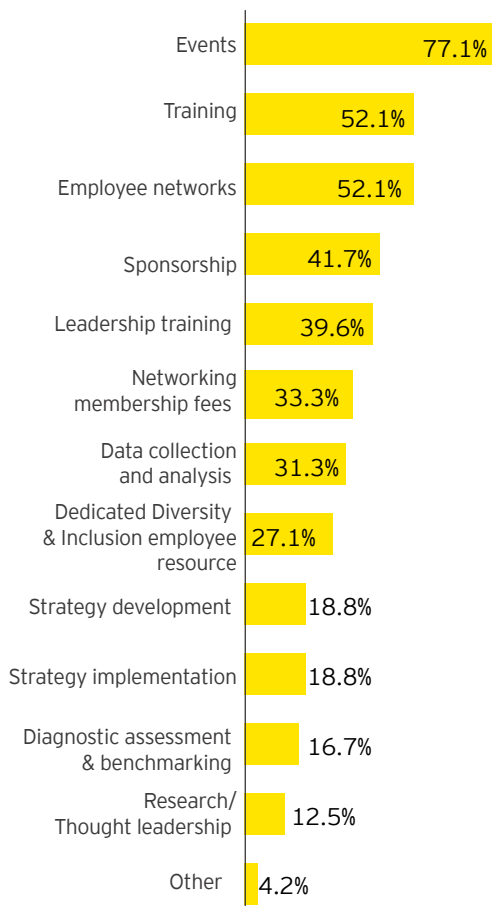 Events
77.1%
Training
52.1%
Employee networks
52.1%
Sponsorship
41.7%
Leadership training
39.6%
Networking
membership fees
33.3%
Data collection
and analysis
31.3%
Dedicated Diversity
& Inclusion employee
resource
27.1%
Strategy development
18.8%
Strategy implementation
18.8%
Diagnostic assessment
& benchmarking
16.7%
Research/
Thought leadership
12.5%
Other
4.2%